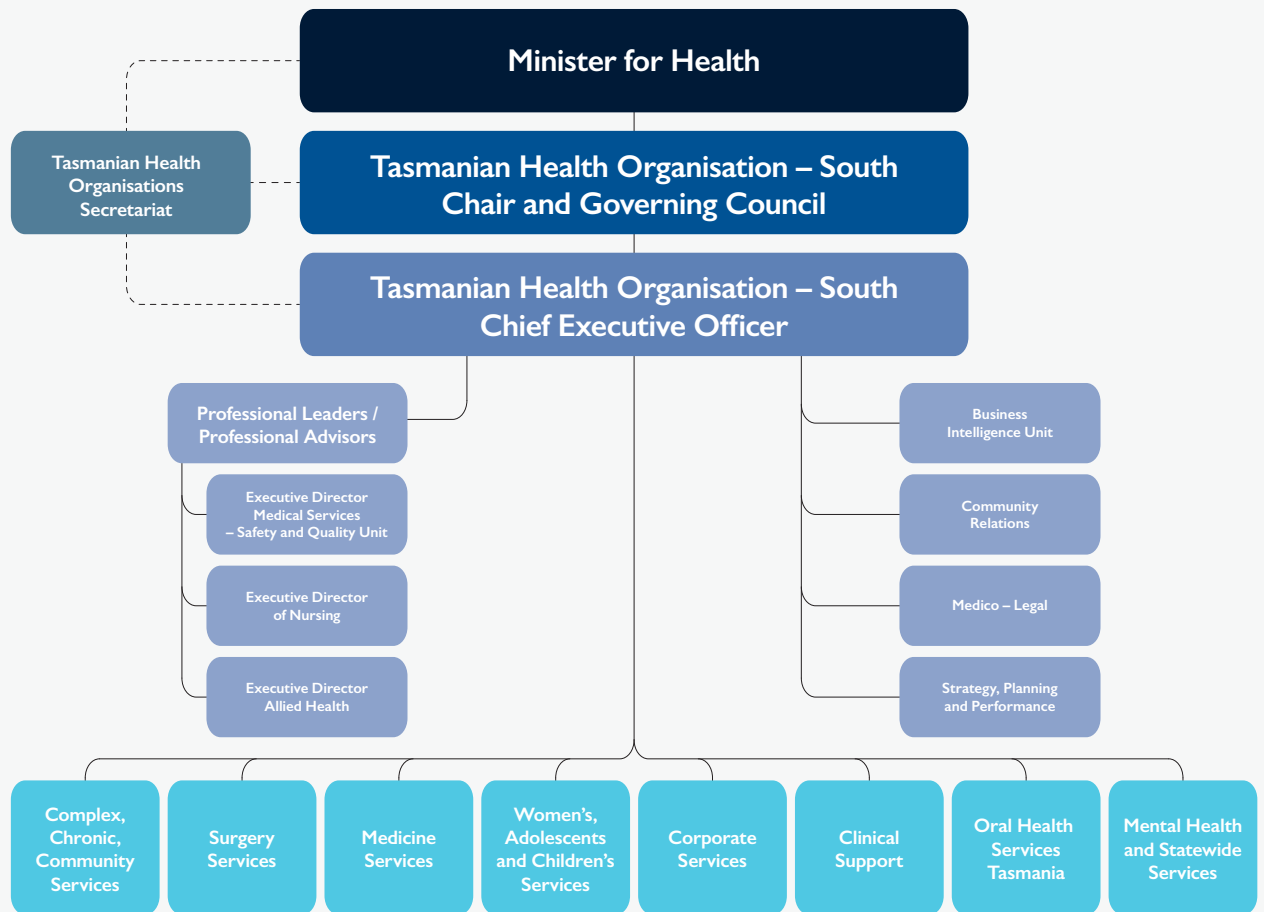 Minister for Health
Tasmanian Health
Organisations
Secretariat
Tasmanian Health Organisation – South
Chair and Governing Council
Tasmanian Health Organisation – South
Chief Executive Officer
Professional Leaders /
Professional Advisors
Executive Director
Medical Services
– Safety and Quality Unit
Executive Director
of Nursing
Executive Director
Allied Health
Business
Intelligence Unit
Community
Relations
Medico – Legal
Strategy, Planning
and Performance
Complex,
Chronic,
Community
Services
Surgery
Services
Medicine
Services
Women’s,
Adolescents
and Children’s
Services
Corporate
Services
Clinical
Support
Oral Health
Services
Tasmania
Mental Health
and Statewide
Services